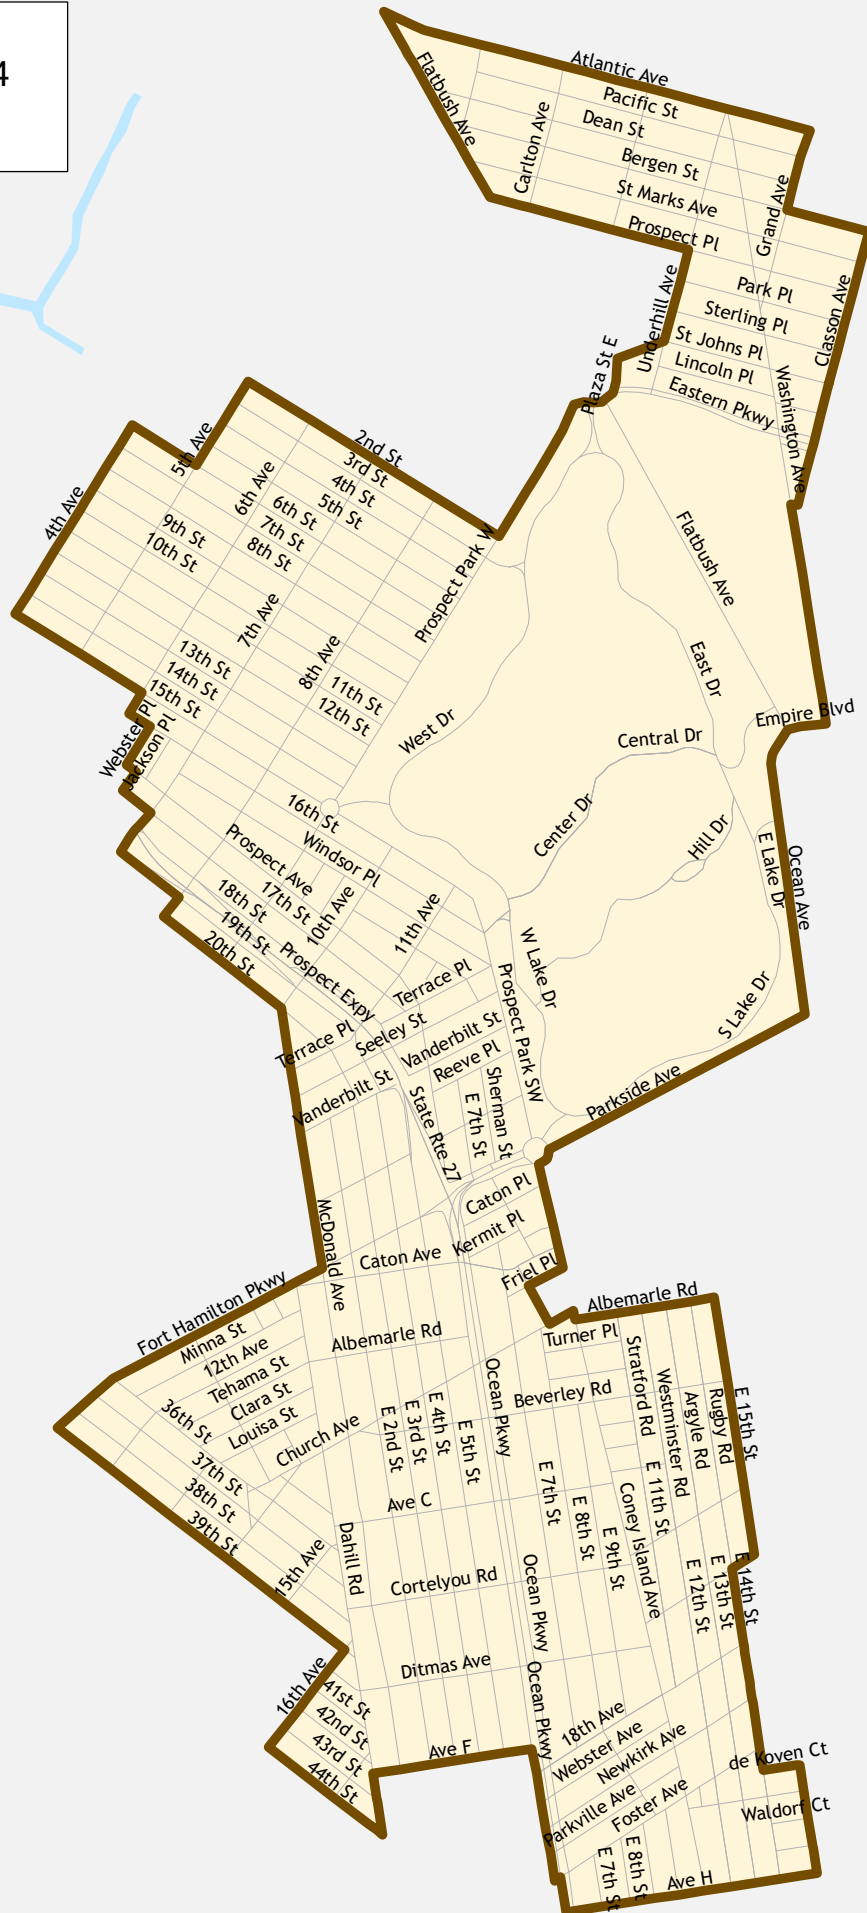 4
Atlantic Ave
Flatbush Ave
Pacific St
Carlton Ave
Dean St
Bergen St
St Marks Ave
Grand Ave
Prospect Pl
Underhill Ave
Park Pl
Classon Ave
Sterling Pl
St Johns Pl
Plaza St E
Lincoln Pl
Eastern Pkwy
Washington Ave
2nd St
5th Ave
3rd St
4th St
5th St
6th Ave
4th Ave
6th St
7th St
8th St
9th St
10th St
Prospect Park W
Flatbush Ave
7th Ave
8th Ave
13th St
14th St
15th St
11th St
12th St
East Dr
Webster Pl
Jackson Pl
West Dr
Empire Blvd
Central Dr
Center Dr
Hill Dr
16th St
Windsor Pl
Prospect Ave
E Lake Dr
Ocean Ave
17th St
18th St
10th Ave
11th Ave
19th St
20th St
Prospect Expy
W Lake Dr
Terrace Pl
Prospect Park SW
S Lake Dr
Terrace Pl
Seeley St
Vanderbilt St
Reeve Pl
Vanderbilt St
Sherman St
E 7th St
Parkside Ave
State Rte 27
Caton Pl
McDonald Ave
Kermit Pl
Caton Ave
Friel Pl
Fort Hamilton Pkwy
Albemarle Rd
Minna St
12th Ave
Albemarle Rd
Turner Pl
Tehama St
Clara St
Louisa St
Stratford Rd
Westminster Rd
Argyle Rd
Rugby Rd
E 15th St
Ocean Pkwy
Beverley Rd
36th St
Church Ave
E 2nd St
E 3rd St
E 4th St
E 5th St
37th St
38th St
39th St
E 7th St
E 8th St
E 9th St
Coney Island Ave
E 11th St
Ave C
Dahill Rd
15th Ave
Cortelyou Rd
Ocean Pkwy
E 12th St
E 13th St
E 14th St
Ditmas Ave
16th Ave
41st St
42nd St
43rd St
44th St
Ocean Pkwy
18th Ave
Webster Ave
Newkirk Ave
Ave F
de Koven Ct
Parkville Ave
Foster Ave
Waldorf Ct
E 7th St
E 8th St
Ave H